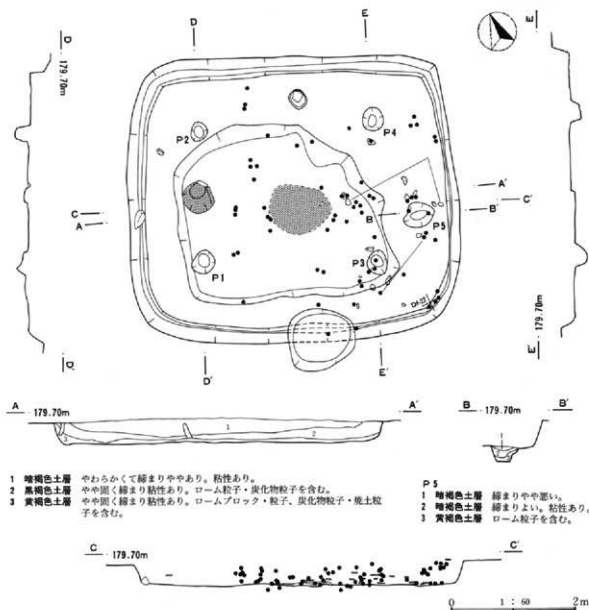 D
E
D
179.70m
D'
E
179.70m
E'
P2
P4
C
A
B
A'
C'
B'
P5
P1
P3
D'
E'
A 179.70m A'
1
2
3
B 179.70m B'
1 暗褐色土層 やわらかくて締まりややあり。粘性あり。
2 黒褐色土層 やや固く締まり粘性あり。ローム粒子・炭化物粒子を含む。
3 黄褐色土層 やや固く締まり粘性あり。ロームブロック・粒子、炭化物粒子・焼土粒
子を含む。
P5
1 暗褐色土層 締まりやや悪い。
2 暗褐色土層 締まりよい。粘性あり。
3 黄褐色土層 ローム粒子を含む。
C 179.70m C'
0 1:60 2m